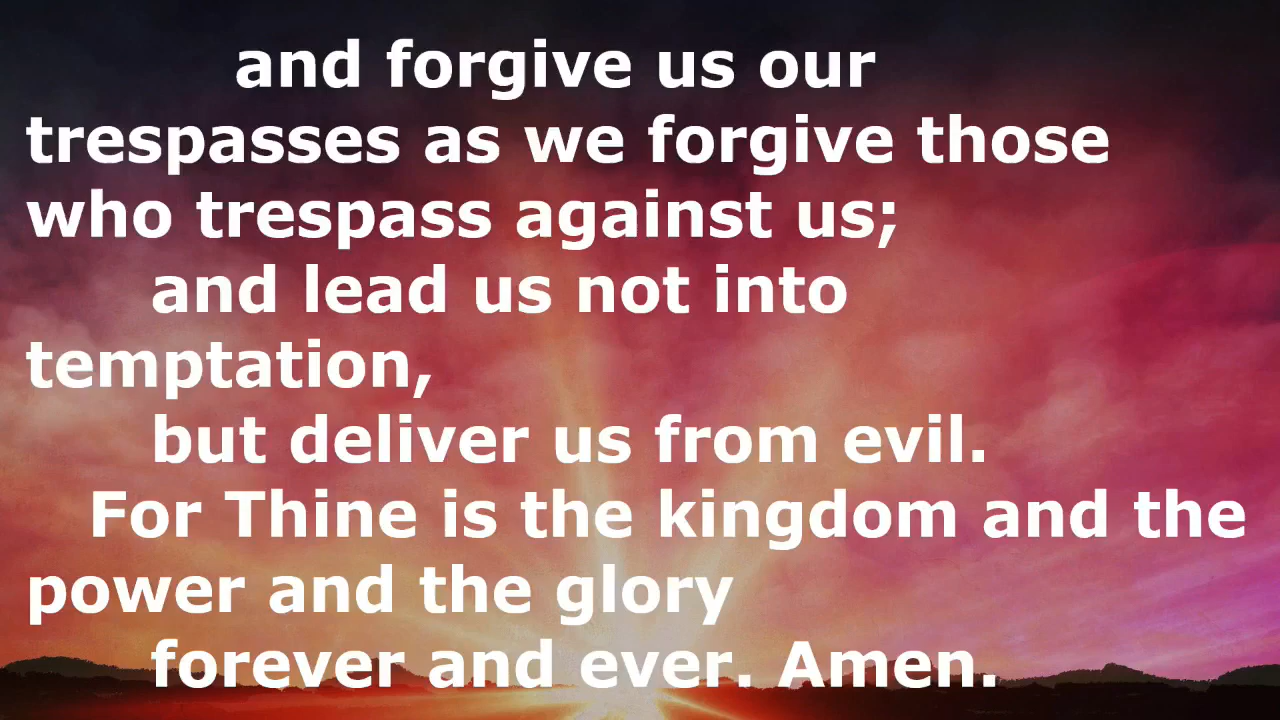 and forgive us our
trespasses as we forgive those
who trespass against us;
and lead us not into
temptation,
but deliver us from evil.
For Thine is the kingdom and the
power and the glory
forever and ever. Amen.